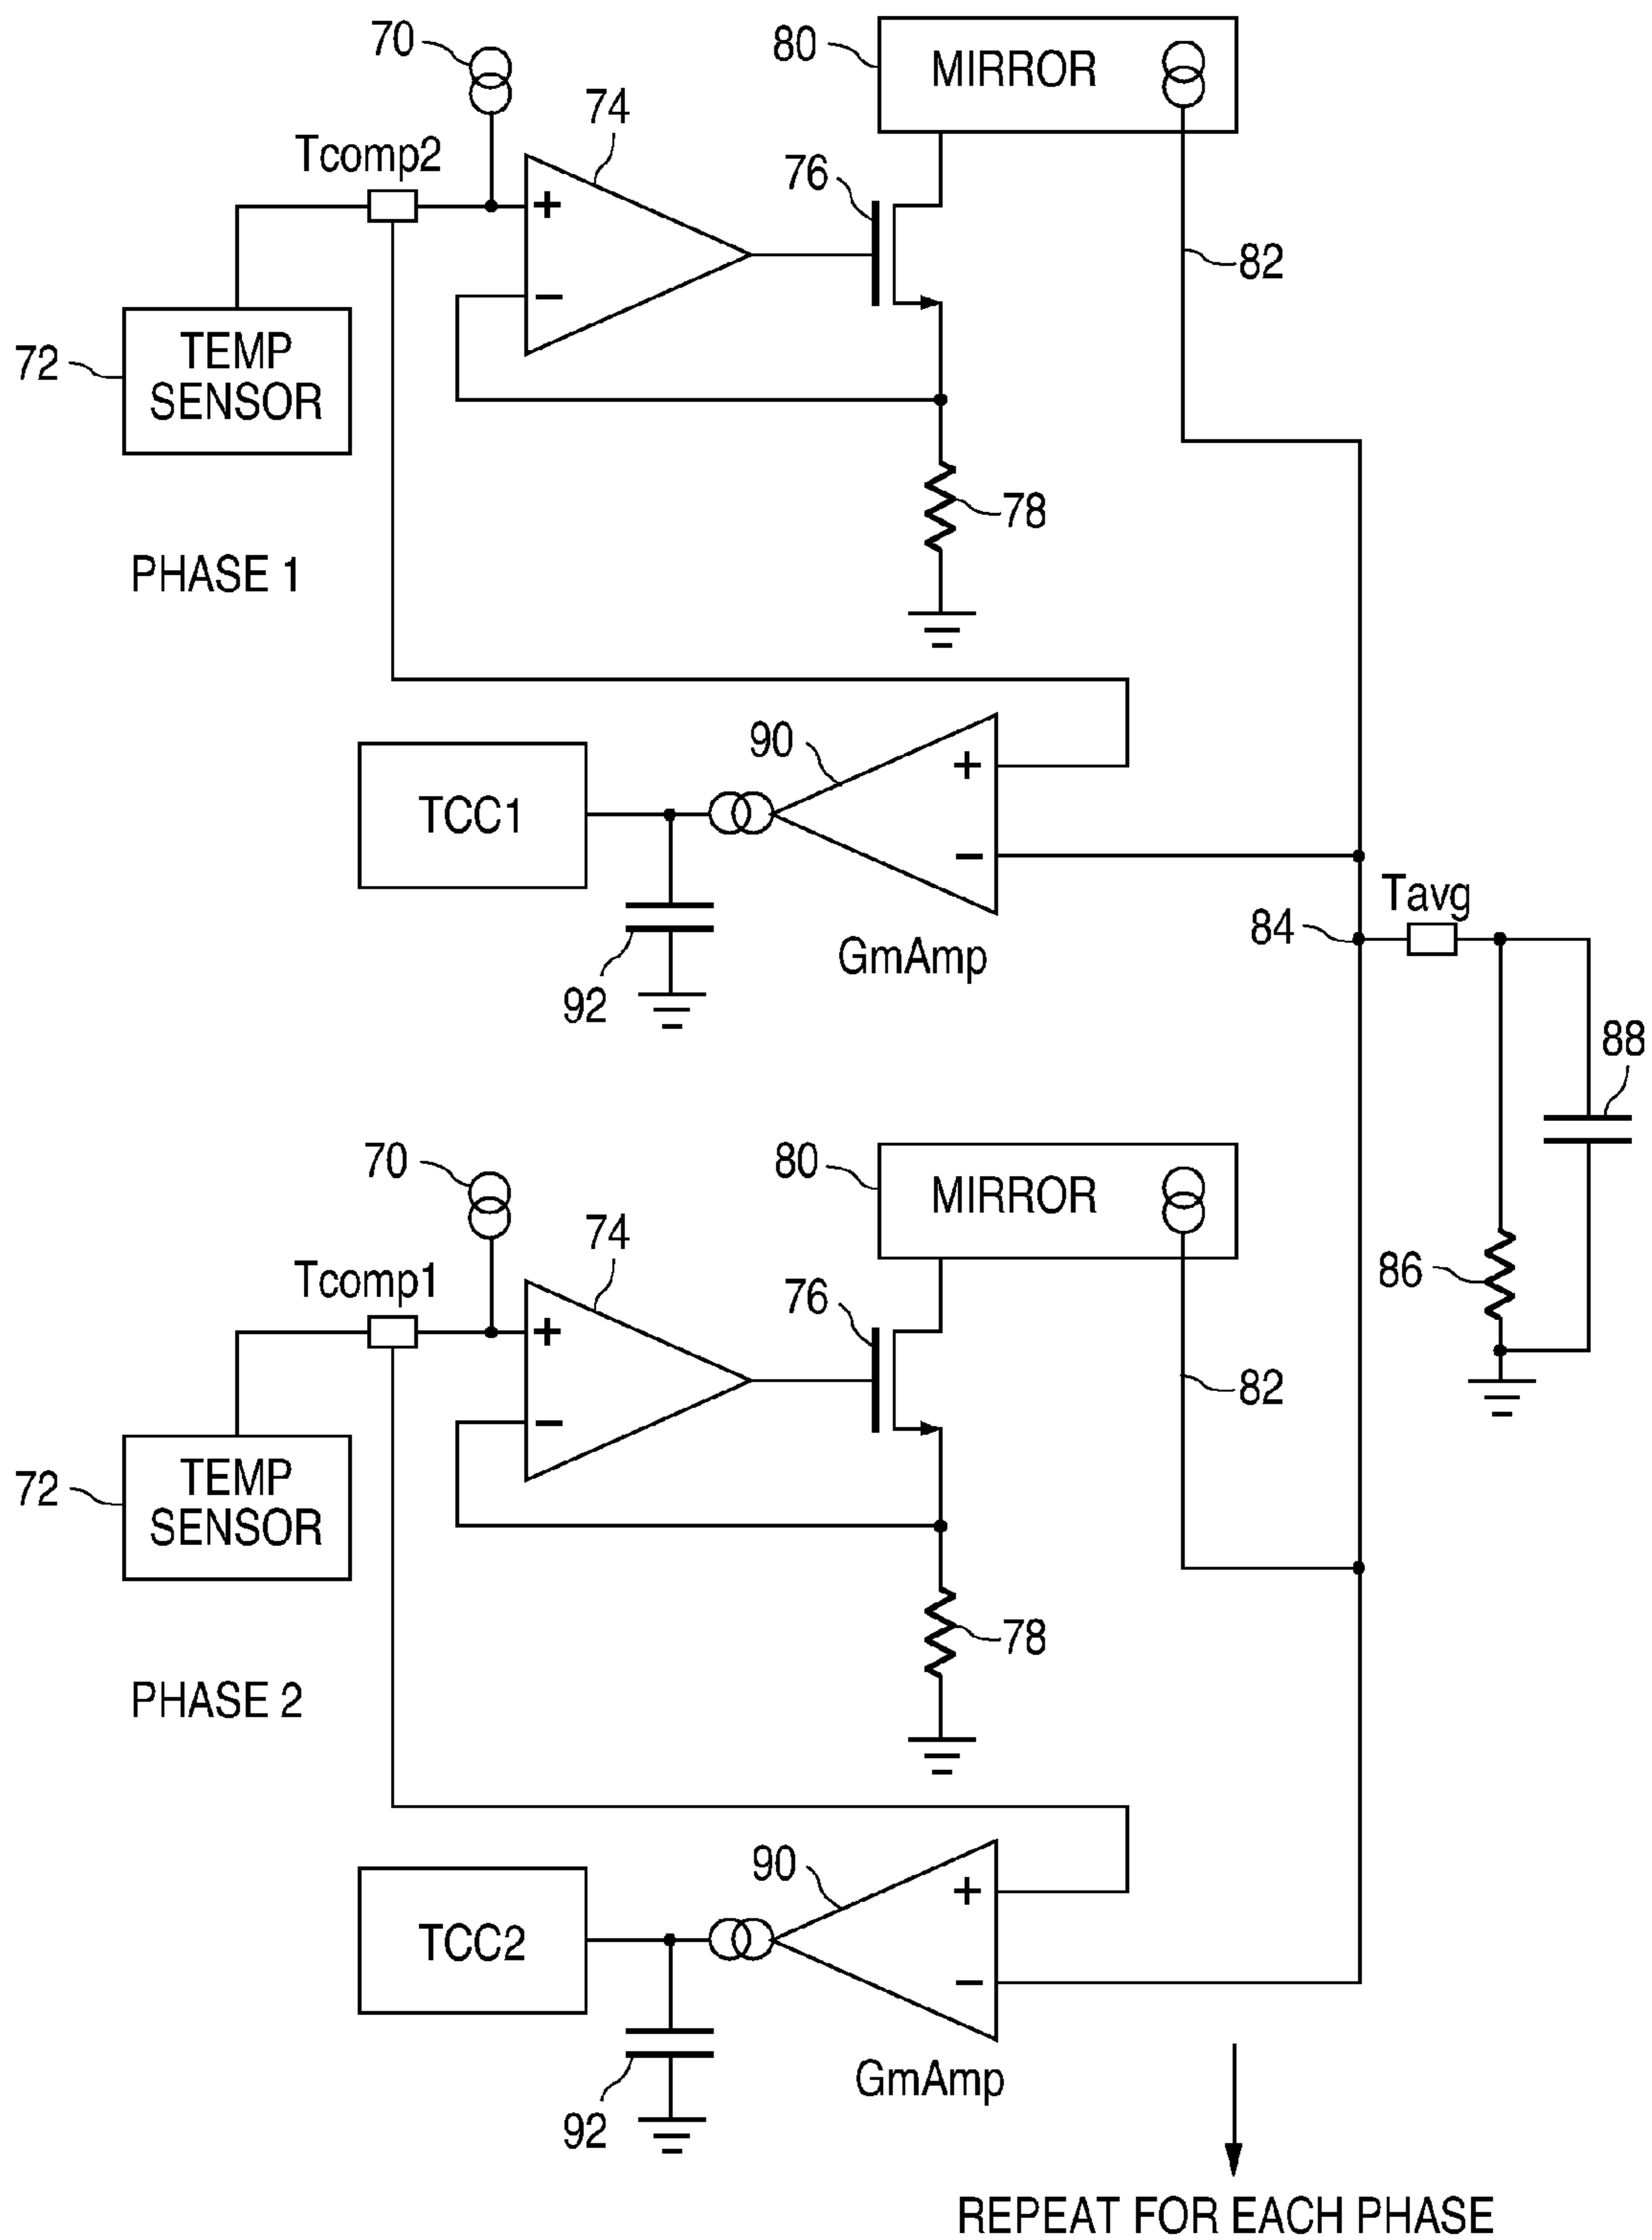 70
80
MIRROR
74
Tcomp2
76
+
−
82
72
TEMP
SENSOR
78
PHASE 1
90
+
TCC1
−
Tavg
84
GmAmp
92
88
70
80
MIRROR
74
Tcomp1
76
86
+
−
82
72
TEMP
SENSOR
78
PHASE 2
90
+
TCC2
−
GmAmp
92
REPEAT FOR EACH PHASE